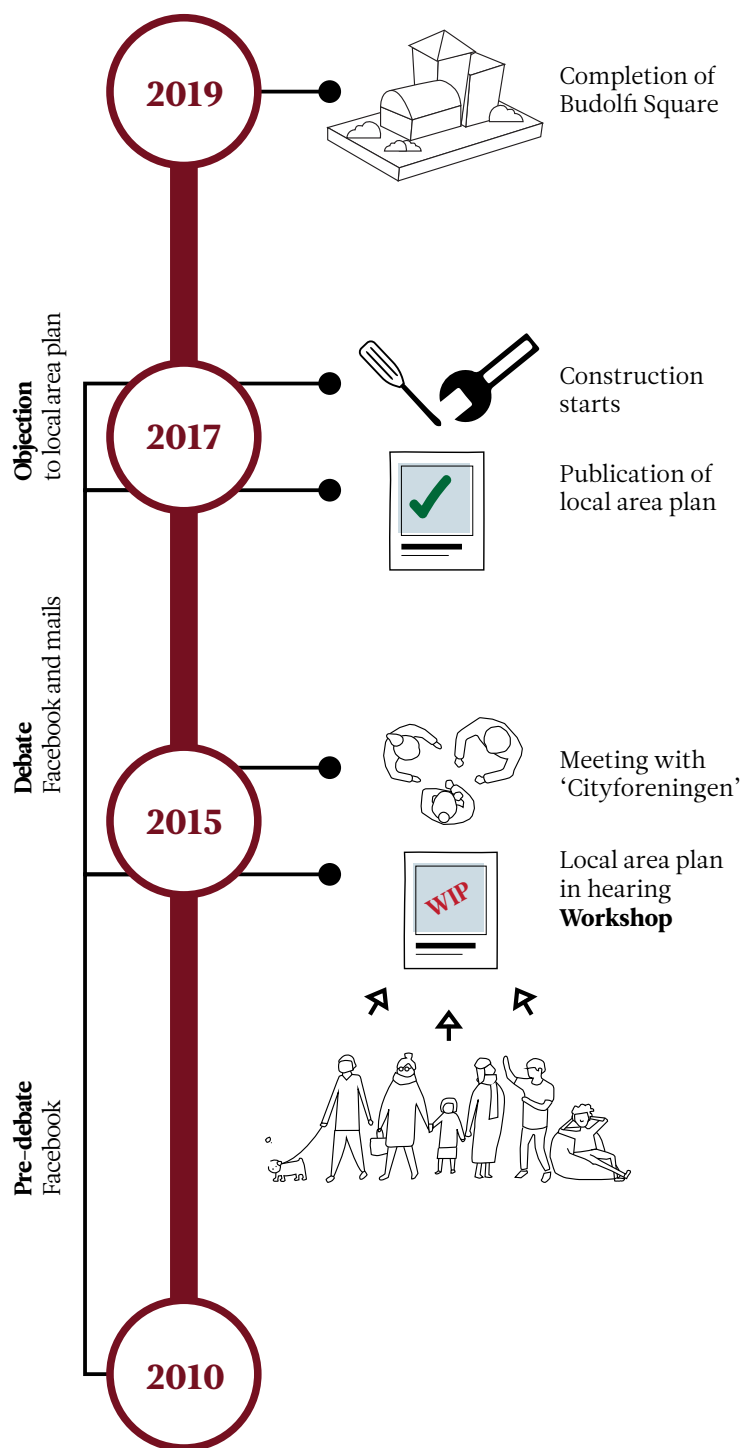 2019
Completion of
Budolfi Square
Objection
to local area plan
2017
Construction
starts
Publication of
local area plan
Debate
Facebook and mails
2015
Meeting with
‘Cityforeningen’
Local area plan
in hearing
Workshop
WIP
Pre-debate
Facebook
2010